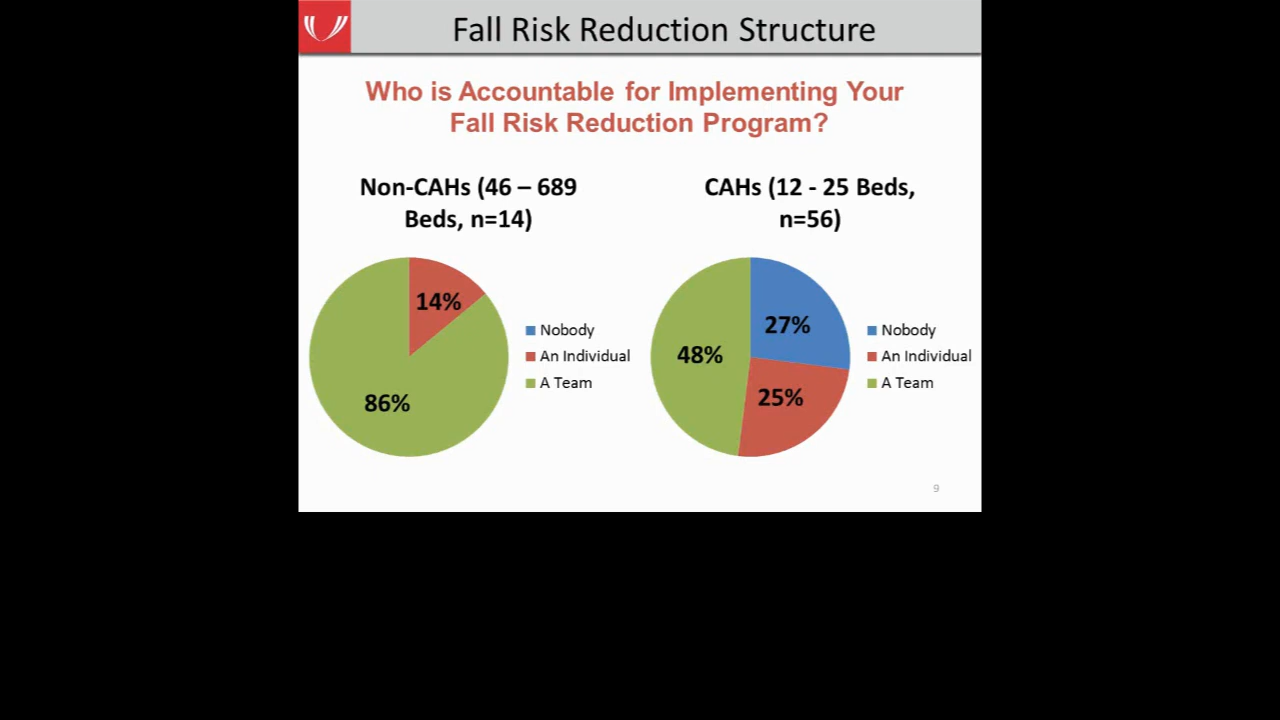 Fall Risk Reduction Structure
Who is Accountable for Implementing Your
Fall Risk Reduction Program?
Non-CAHs (46 – 689
Beds, n=14)
14%
86%
Nobody
An Individual
A Team
CAHs (12 - 25 Beds,
n=56)
27%
48%
25%
Nobody
An Individual
A Team
9